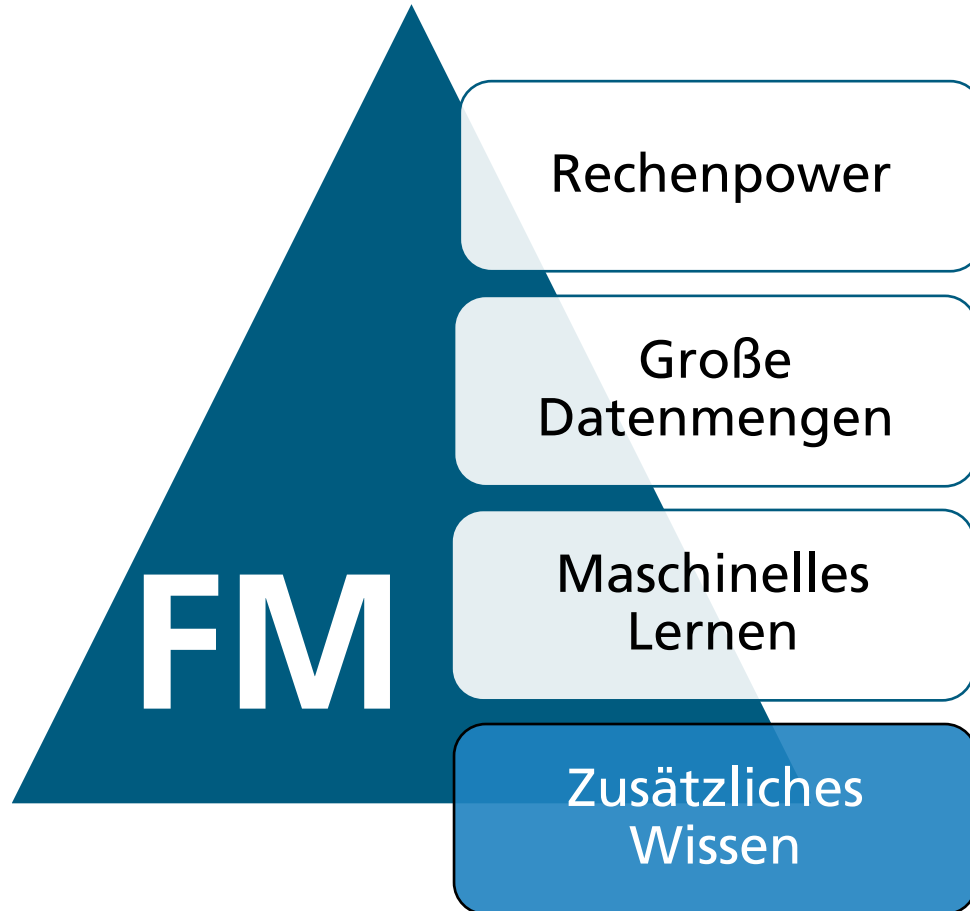 Rechenpower
Große
Datenmengen
Maschinelles
Lernen
FM
Zusätzliches
Wissen